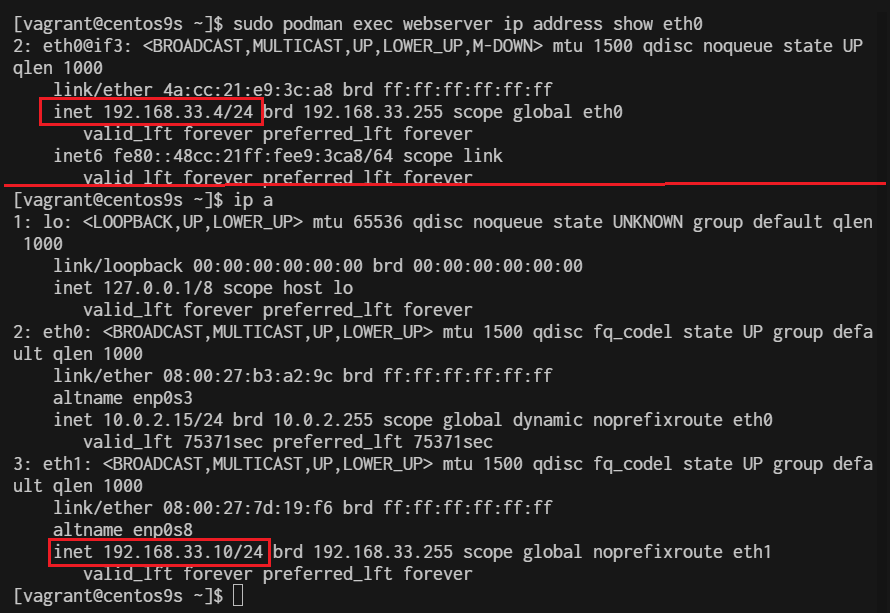 [vagrant@centos9s ~]$ sudo podman exec webserver ip address show eth0
2: eth0@if3: <BROADCAST,MULTICAST,UP,LOWER_UP,M-DOWN> mtu 1500 qdisc noqueue state UP
qlen 1000
    link/ether 4a:cc:21:e9:3c:a8 brd ff:ff:ff:ff:ff:ff
    inet 192.168.33.4/24 brd 192.168.33.255 scope global eth0
       valid_lft forever preferred_lft forever
    inet6 fe80::48cc:21ff:fee9:3ca8/64 scope link
       valid_lft forever preferred_lft forever
[vagrant@centos9s ~]$ ip a
1: lo: <LOOPBACK,UP,LOWER_UP> mtu 65536 qdisc noqueue state UNKNOWN group default qlen
 1000
    link/loopback 00:00:00:00:00:00 brd 00:00:00:00:00:00
    inet 127.0.0.1/8 scope host lo
       valid_lft forever preferred_lft forever
2: eth0: <BROADCAST,MULTICAST,UP,LOWER_UP> mtu 1500 qdisc fq_codel state UP group defa
ult qlen 1000
    link/ether 08:00:27:b3:a2:9c brd ff:ff:ff:ff:ff:ff
    altname enp0s3
    inet 10.0.2.15/24 brd 10.0.2.255 scope global dynamic noprefixroute eth0
       valid_lft 75371sec preferred_lft 75371sec
3: eth1: <BROADCAST,MULTICAST,UP,LOWER_UP> mtu 1500 qdisc fq_codel state UP group defa
ult qlen 1000
    link/ether 08:00:27:7d:19:f6 brd ff:ff:ff:ff:ff:ff
    altname enp0s8
    inet 192.168.33.10/24 brd 192.168.33.255 scope global noprefixroute eth1
       valid_lft forever preferred_lft forever
[vagrant@centos9s ~]$